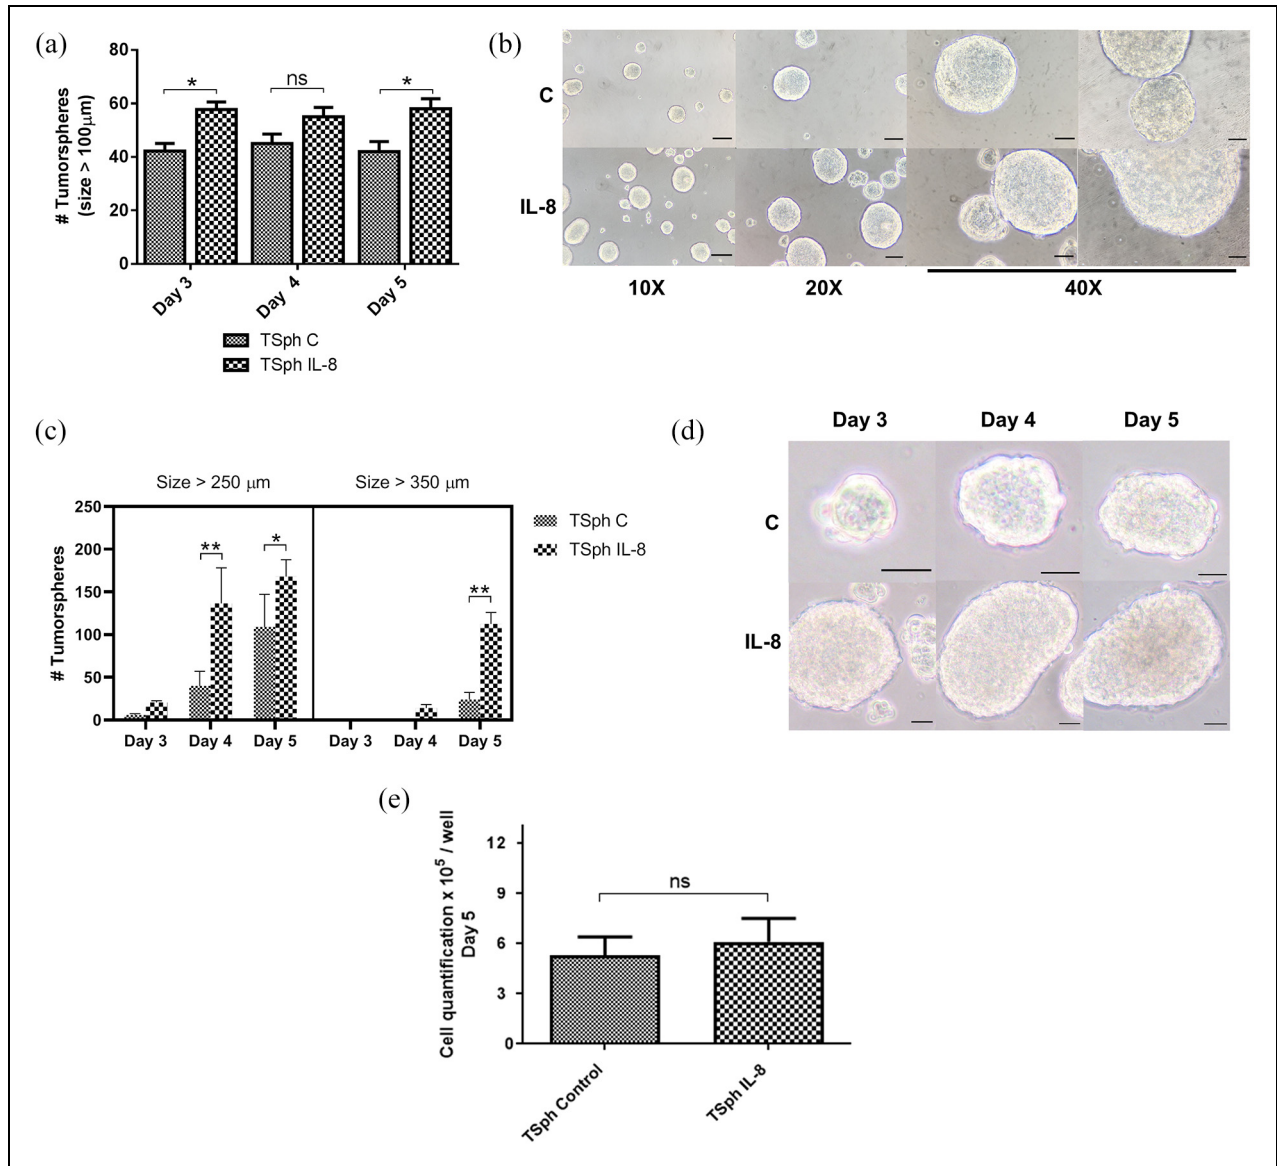 (a)
80
60
40
20
0
# Tumorspheres
(size > 100μm)
*
ns
*
Day 3
Day 4
Day 5
TSph C
TSph IL-8
(b)
C
IL-8
10X
20X
40X
(c)
Size > 250 μm
Size > 350 μm
250
200
150
100
50
0
# Tumorspheres
**
*
**
Day 3
Day 4
Day 5
Day 3
Day 4
Day 5
TSph C
TSph IL-8
(d)
Day 3
Day 4
Day 5
C
IL-8
(e)
Cell quantification x 10⁵ / well
Day 5
12
9
6
3
0
ns
TSph Control
TSph IL-8